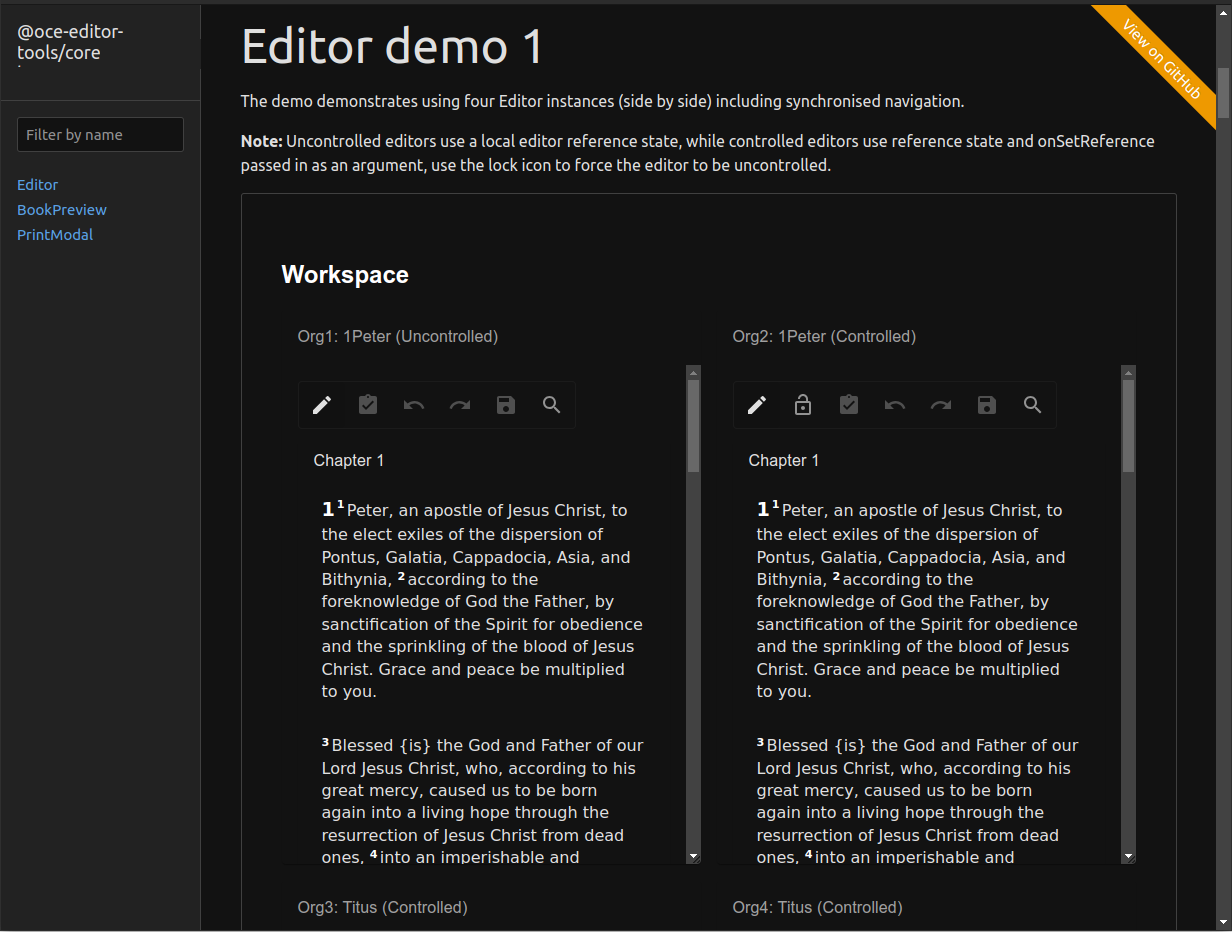 @oce-editor-
tools/core
Filter by name
Editor
BookPreview
PrintModal
View on GitHub
Editor demo 1
The demo demonstrates using four Editor instances (side by side) including synchronised navigation.
Note: Uncontrolled editors use a local editor reference state, while controlled editors use reference state and onSetReference
passed in as an argument, use the lock icon to force the editor to be uncontrolled.
Workspace
Org1: 1Peter (Uncontrolled)
Chapter 1
1 1 Peter, an apostle of Jesus Christ, to
the elect exiles of the dispersion of
Pontus, Galatia, Cappadocia, Asia, and
Bithynia, 2 according to the
foreknowledge of God the Father, by
sanctification of the Spirit for obedience
and the sprinkling of the blood of Jesus
Christ. Grace and peace be multiplied
to you.
3 Blessed {is} the God and Father of our
Lord Jesus Christ, who, according to his
great mercy, caused us to be born
again into a living hope through the
resurrection of Jesus Christ from dead
ones, 4 into an imperishable and
Org2: 1Peter (Controlled)
Chapter 1
1 1 Peter, an apostle of Jesus Christ, to
the elect exiles of the dispersion of
Pontus, Galatia, Cappadocia, Asia, and
Bithynia, 2 according to the
foreknowledge of God the Father, by
sanctification of the Spirit for obedience
and the sprinkling of the blood of Jesus
Christ. Grace and peace be multiplied
to you.
3 Blessed {is} the God and Father of our
Lord Jesus Christ, who, according to his
great mercy, caused us to be born
again into a living hope through the
resurrection of Jesus Christ from dead
ones, 4 into an imperishable and
Org3: Titus (Controlled)
Org4: Titus (Controlled)